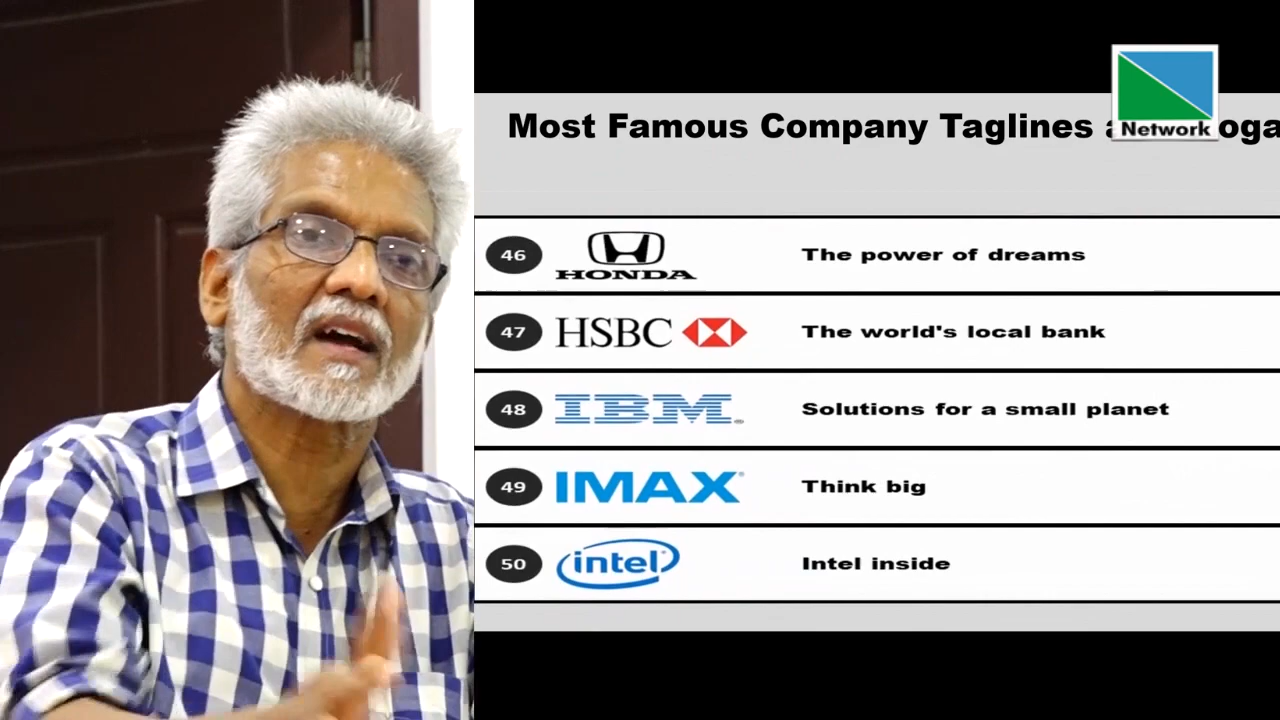 Most Famous Company Taglines
Network
46 HONDA The power of dreams
47 HSBC The world's local bank
48 IBM® Solutions for a small planet
49 IMAX® Think big
50 intel® Intel inside